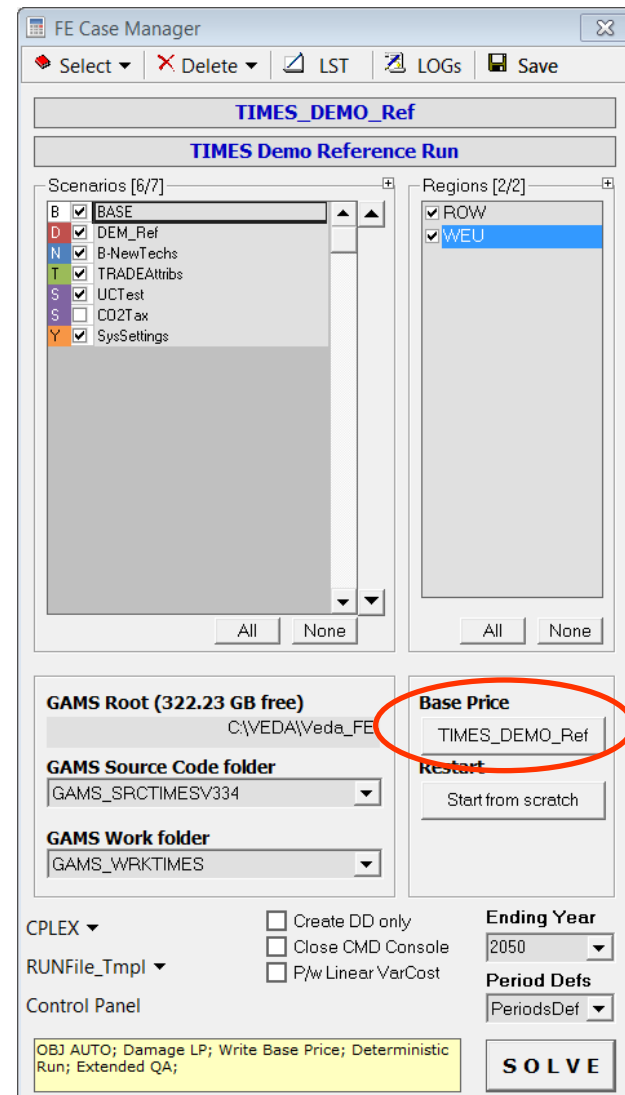 FE Case Manager
Select Delete LST LOGs Save
TIMES_DEMO_Ref
TIMES Demo Reference Run
Scenarios [6/7]
B BASE
D DEM_Ref
N B-NewTechs
T TRADEAttribs
S UCTest
S CO2Tax
Y SysSettings
All None
Regions [2/2]
ROW
WEU
All None
GAMS Root (322.23 GB free)
C:\VEDA\Veda_FE
GAMS Source Code folder
GAMS_SRCTIMESV334
GAMS Work folder
GAMS_WRKTIMES
Base Price
TIMES_DEMO_Ref
Restart
Start from scratch
CPLEX
RUNFile_Tmpl
Control Panel
Create DD only
Close CMD Console
P/w Linear VarCost
Ending Year
2050
Period Defs
PeriodsDef
OBJ AUTO; Damage LP; Write Base Price; Deterministic
Run; Extended QA;
SOLVE